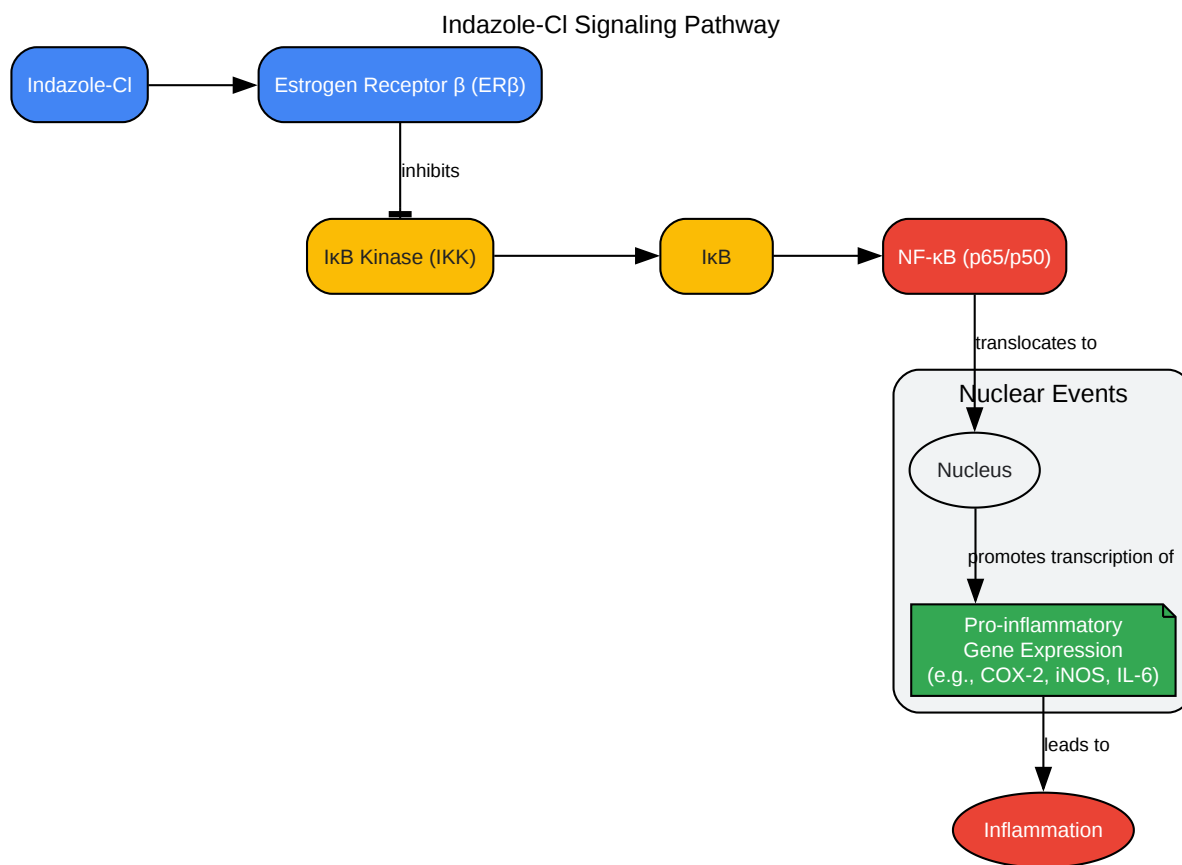 Indazole-Cl Signaling Pathway
Indazole-Cl
Estrogen Receptor β (ERβ)
inhibits
IκB Kinase (IKK)
IκB
NF-κB (p65/p50)
translocates to
Nuclear Events
Nucleus
promotes transcription of
Pro-inflammatory
Gene Expression
(e.g., COX-2, iNOS, IL-6)
leads to
Inflammation